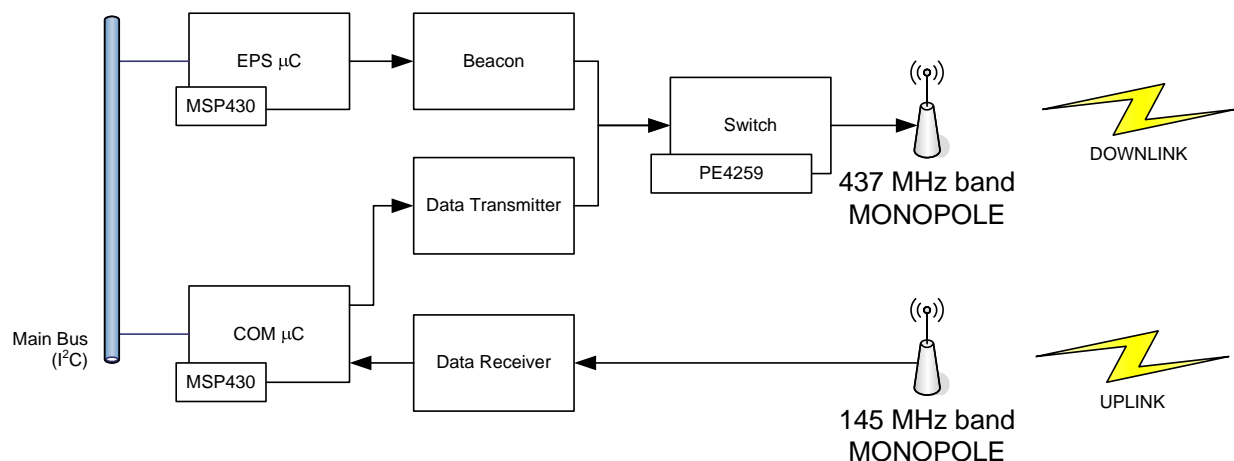 EPS μC
MSP430
Beacon
Switch
PE4259
DOWNLINK
437 MHz band
MONOPOLE
Data Transmitter
Main Bus
(I²C)
COM μC
MSP430
Data Receiver
145 MHz band
MONOPOLE
UPLINK